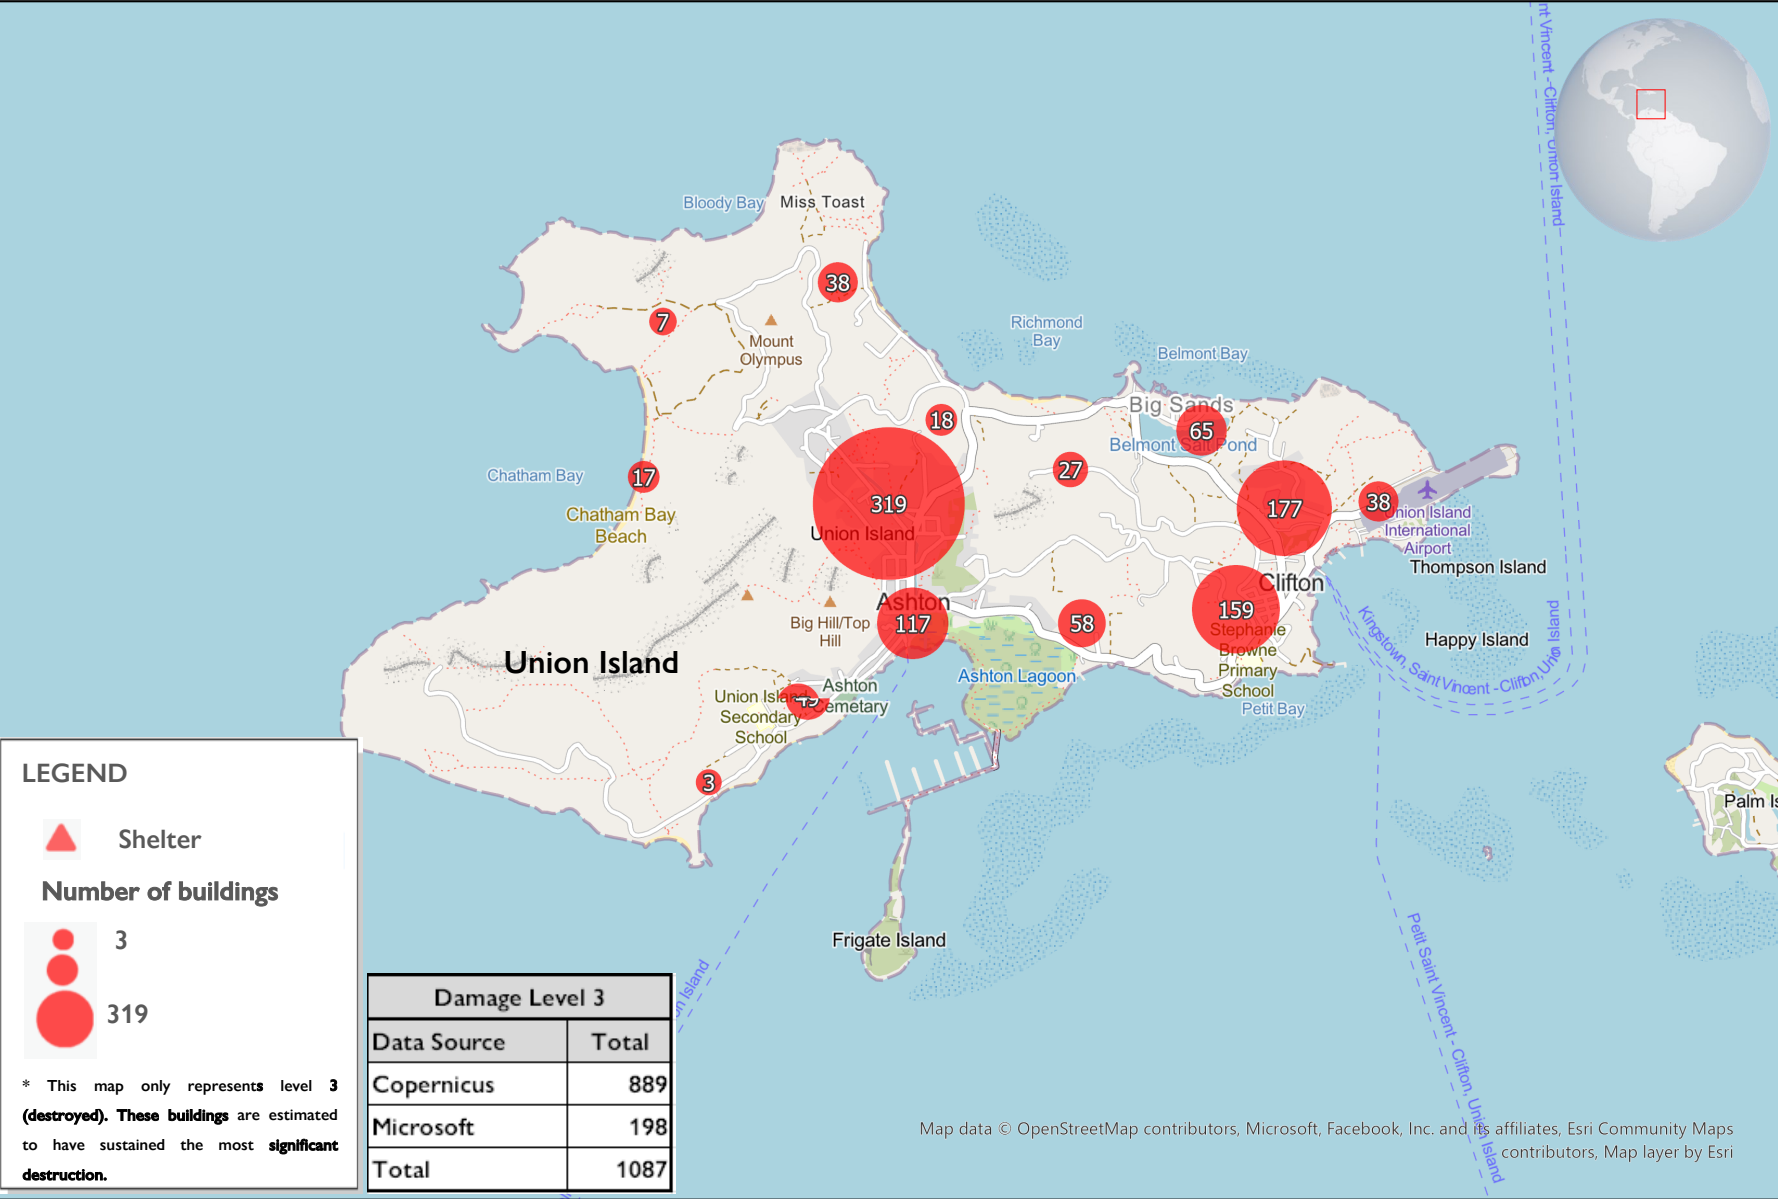 nt Vincent - Clifton, Union Island
Bloody Bay
Miss Toast
38
7
Mount
Olympus
Richmond
Bay
Belmont Bay
Big Sands
18
65
Belmont Salt Pond
27
17
Chatham Bay
Chatham Bay
Beach
319
Union Island
177
38
Union Island
International
Airport
Thompson Island
Clifton
Ashton
117
Big Hill/Top
Hill
58
159
Stephanie
Browne
Primary
School
Kingstown, Saint Vincent - Clifton, Union Island
Happy Island
Union Island
Ashton Lagoon
Petit Bay
Ashton
Cemetary
Union Island
Secondary
School
3
Palm Is
Frigate Island
on Island
Petit Saint Vincent - Clifton, Union Island
LEGEND
Shelter
Number of buildings
3
319
* This map only represents level 3
(destroyed). These buildings are estimated
to have sustained the most significant
destruction.
Damage Level 3
Data Source Total
Copernicus 889
Microsoft 198
Total 1087
Map data © OpenStreetMap contributors, Microsoft, Facebook, Inc. and its affiliates, Esri Community Maps
contributors, Map layer by Esri